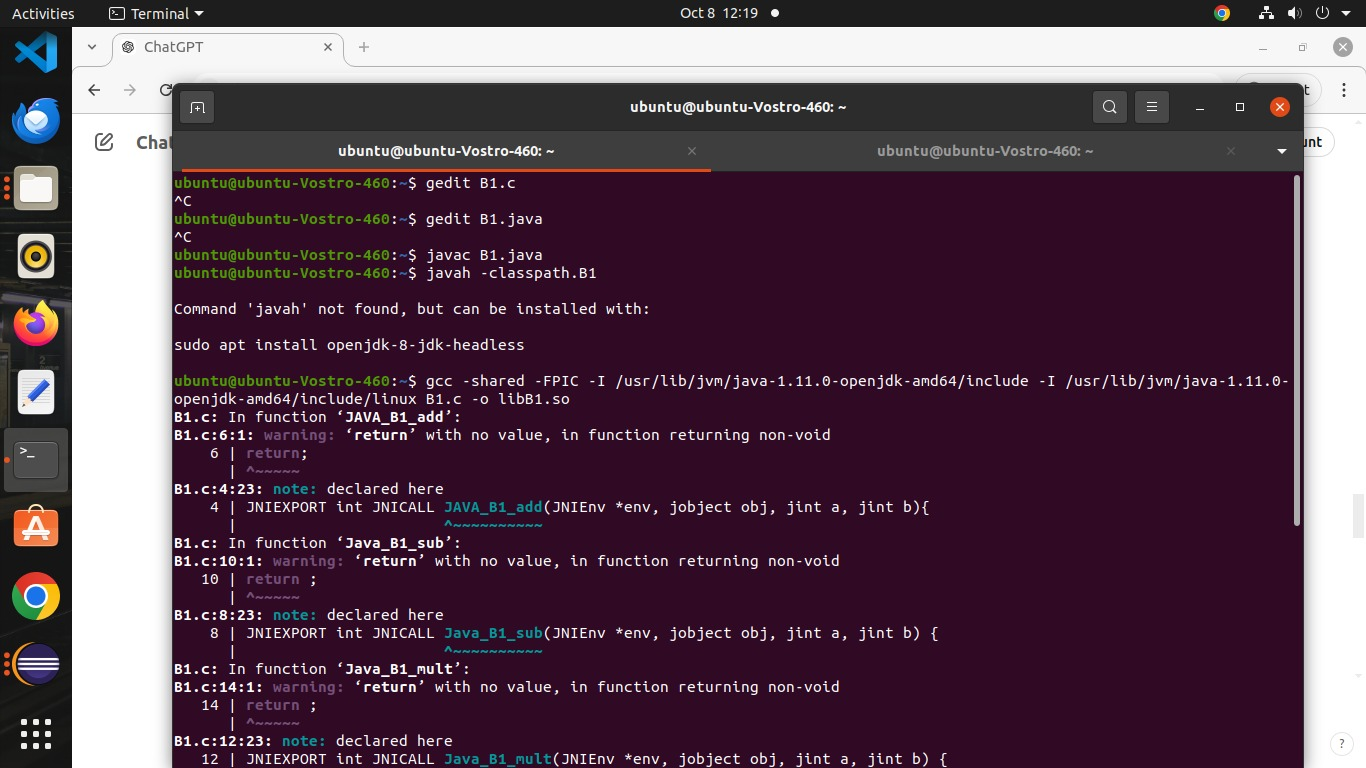 Activities
Terminal
Oct 8 12:19
ChatGPT
Chat
t
unt
ubuntu@ubuntu-Vostro-460: ~
ubuntu@ubuntu-Vostro-460: ~
ubuntu@ubuntu-Vostro-460: ~
ubuntu@ubuntu-Vostro-460:~$ gedit B1.c
^C
ubuntu@ubuntu-Vostro-460:~$ gedit B1.java
^C
ubuntu@ubuntu-Vostro-460:~$ javac B1.java
ubuntu@ubuntu-Vostro-460:~$ javah -classpath.B1
Command 'javah' not found, but can be installed with:
sudo apt install openjdk-8-jdk-headless
ubuntu@ubuntu-Vostro-460:~$ gcc -shared -FPIC -I /usr/lib/jvm/java-1.11.0-openjdk-amd64/include -I /usr/lib/jvm/java-1.11.0-
openjdk-amd64/include/linux B1.c -o libB1.so
B1.c: In function ‘JAVA_B1_add’:
B1.c:6:1: warning: ‘return’ with no value, in function returning non-void
6 | return;
| ^~~~~~
B1.c:4:23: note: declared here
4 | JNIEXPORT int JNICALL JAVA_B1_add(JNIEnv *env, jobject obj, jint a, jint b){
| ^~~~~~~~~~~
B1.c: In function ‘Java_B1_sub’:
B1.c:10:1: warning: ‘return’ with no value, in function returning non-void
10 | return ;
| ^~~~~~
B1.c:8:23: note: declared here
8 | JNIEXPORT int JNICALL Java_B1_sub(JNIEnv *env, jobject obj, jint a, jint b) {
| ^~~~~~~~~~~
B1.c: In function ‘Java_B1_mult’:
B1.c:14:1: warning: ‘return’ with no value, in function returning non-void
14 | return ;
| ^~~~~~
B1.c:12:23: note: declared here
12 | JNIEXPORT int JNICALL Java_B1_mult(JNIEnv *env, jobject obj, jint a, jint b) {
?